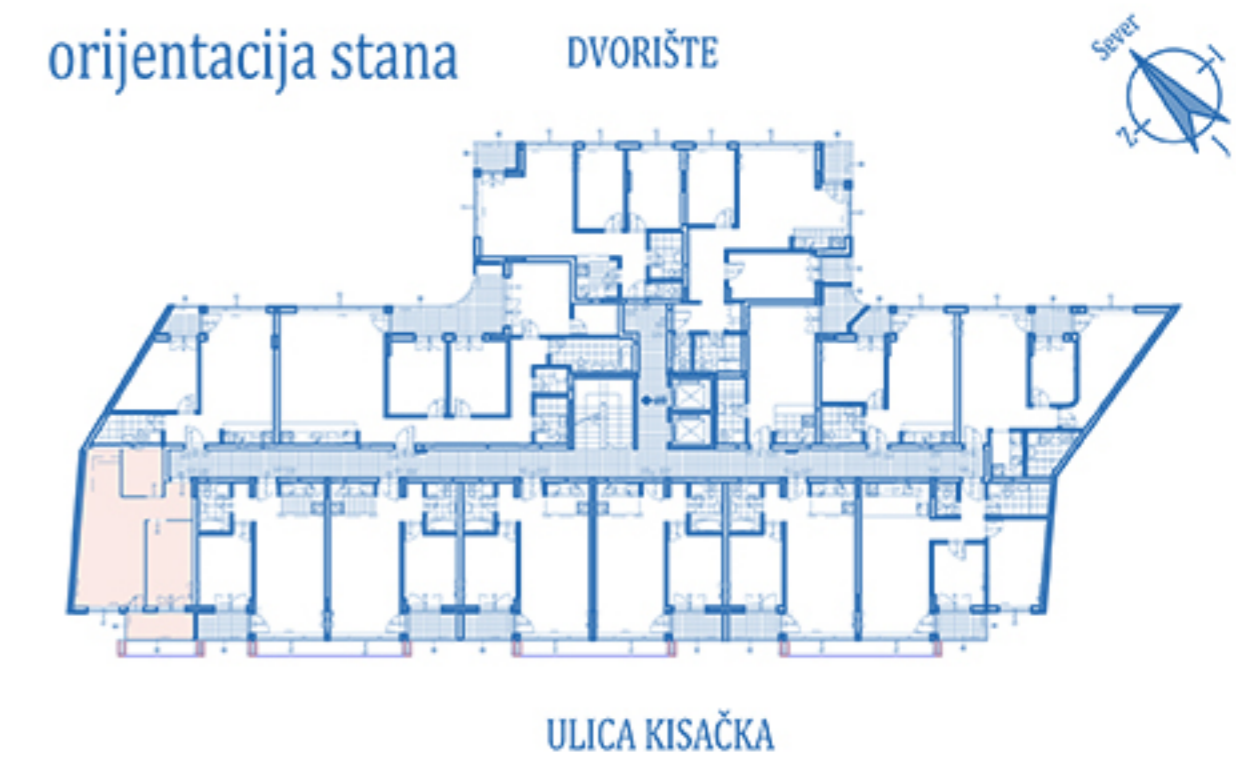 orijentacija stana
DVORIŠTE
Sever
I
Z
J
ULICA KISAČKA